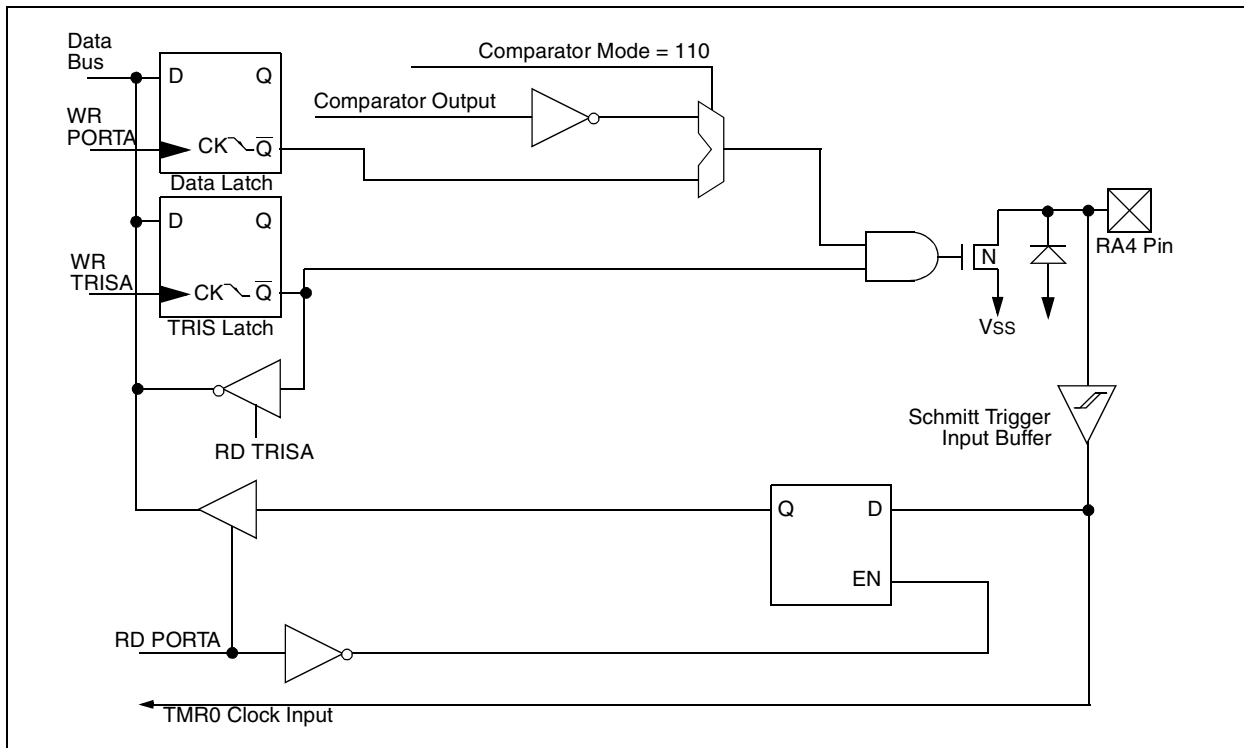 Data
Bus
D Q
WR
PORTA
CK Q̅
Data Latch
Comparator Mode = 110
Comparator Output
D Q
WR
TRISA
CK Q̅
TRIS Latch
RD TRISA
N
VSS
RA4 Pin
Schmitt Trigger
Input Buffer
Q D
EN
RD PORTA
TMR0 Clock Input